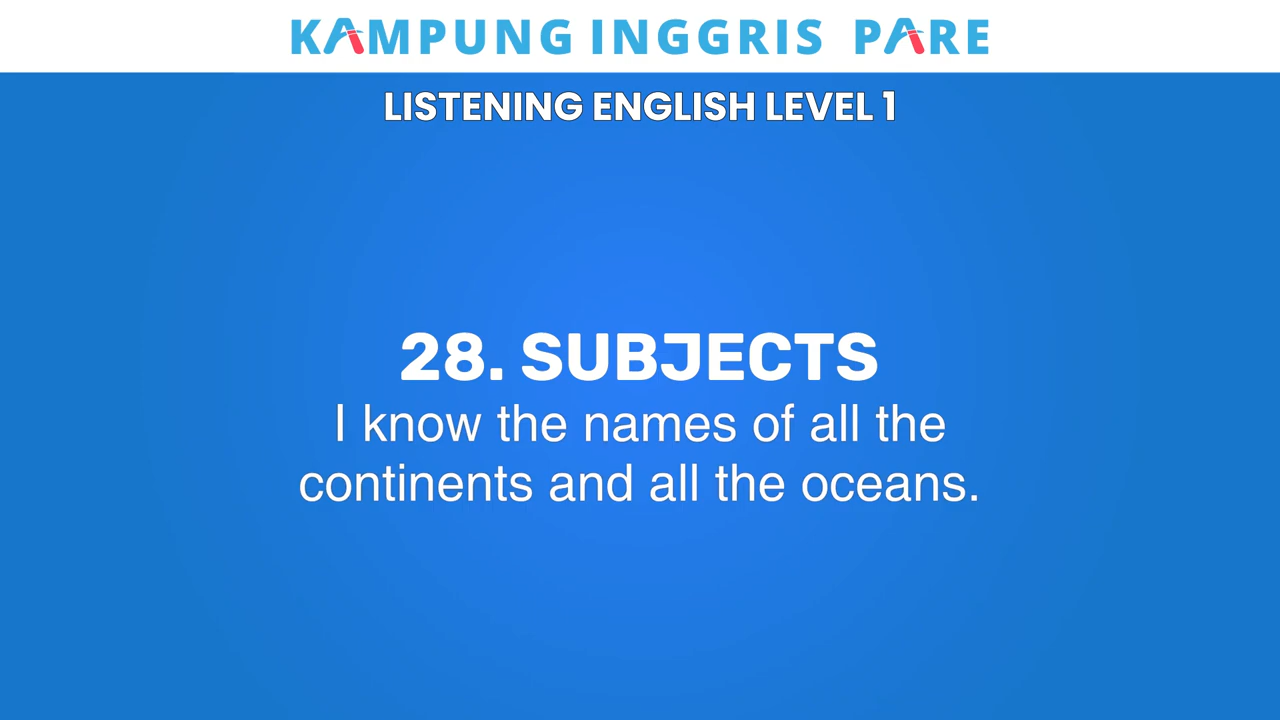 KAMPUNG INGGRIS PARE
LISTENING ENGLISH LEVEL 1
28. SUBJECTS
I know the names of all the
continents and all the oceans.